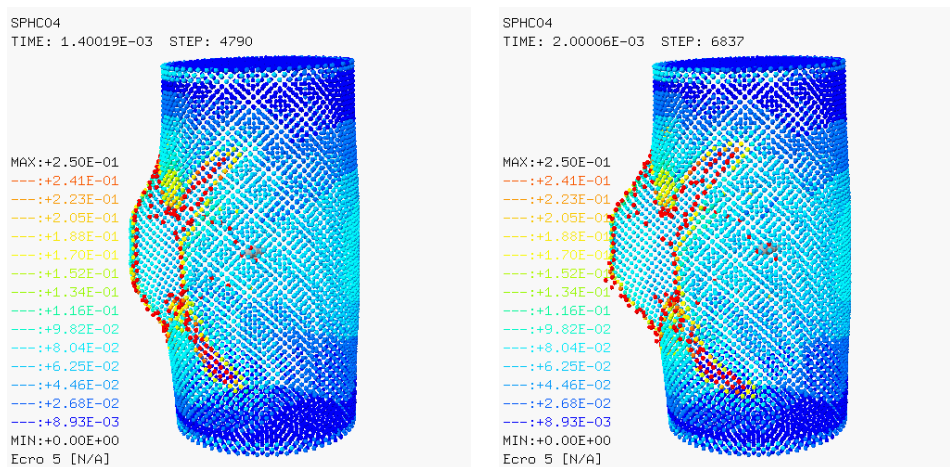 SPHC04
TIME: 1.40019E-03 STEP: 4790
MAX:+2.50E-01
---:+2.41E-01
---:+2.23E-01
---:+2.05E-01
---:+1.88E-01
---:+1.70E-01
---:+1.52E-01
---:+1.34E-01
---:+1.16E-01
---:+9.82E-02
---:+8.04E-02
---:+6.25E-02
---:+4.46E-02
---:+2.68E-02
---:+8.93E-03
MIN:+0.00E+00
Ecro 5 [N/A]
SPHC04
TIME: 2.00006E-03 STEP: 6837
MAX:+2.50E-01
---:+2.41E-01
---:+2.23E-01
---:+2.05E-01
---:+1.88E-01
---:+1.70E-01
---:+1.52E-01
---:+1.34E-01
---:+1.16E-01
---:+9.82E-02
---:+8.04E-02
---:+6.25E-02
---:+4.46E-02
---:+2.68E-02
---:+8.93E-03
MIN:+0.00E+00
Ecro 5 [N/A]